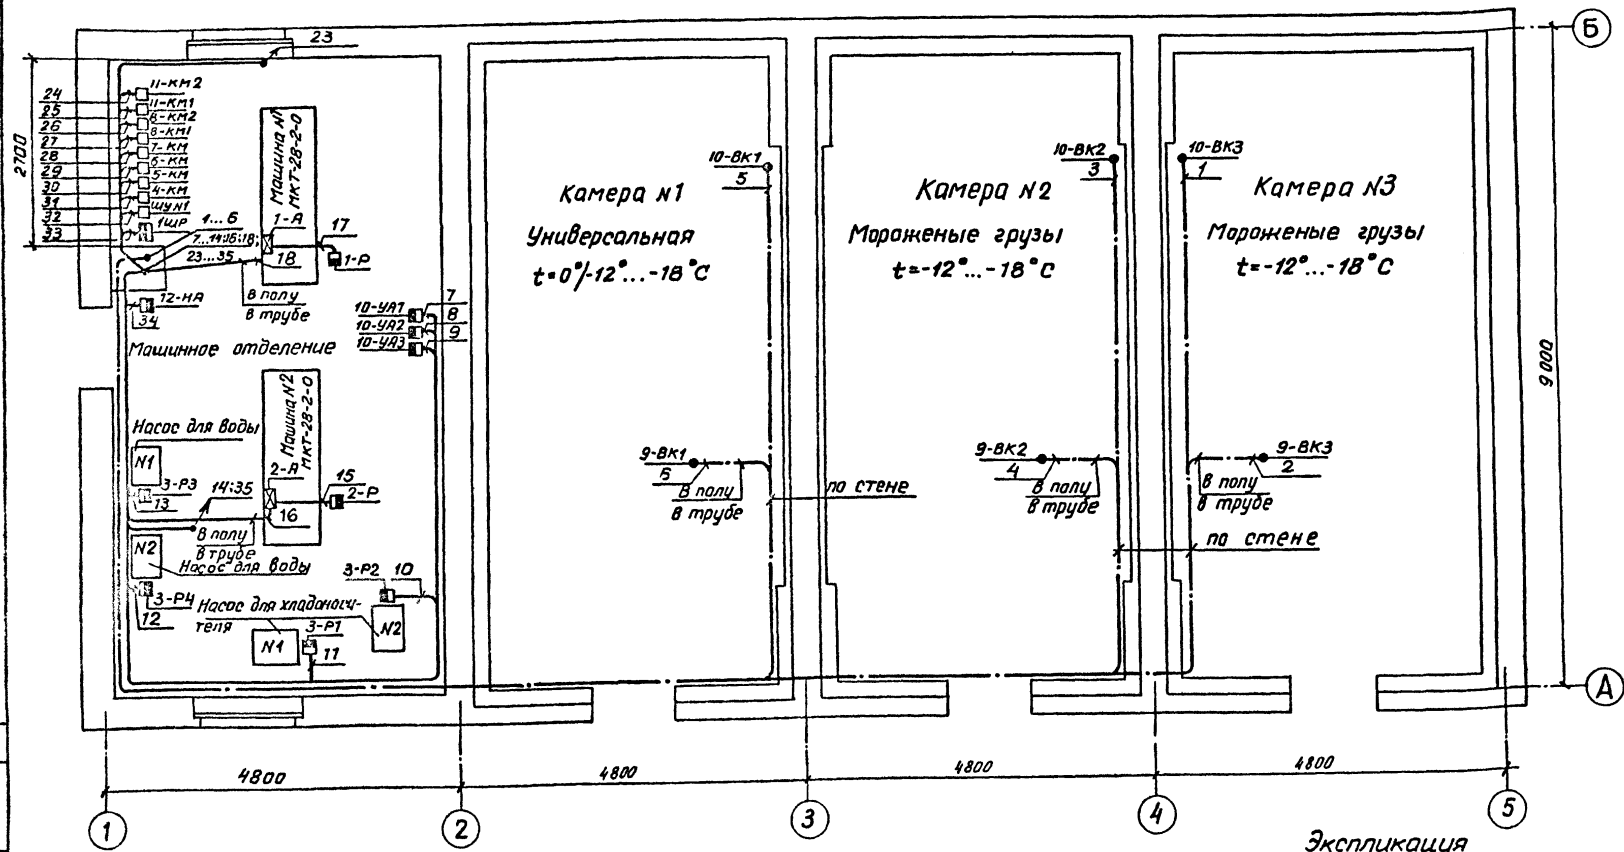 23
Б
24
25
26
27
28
29
30
31
32
33
11-КМ2
11-КМ1
8-КМ2
8-КМ1
7-КМ
6-КМ
5-КМ
4-КМ
ШУN1
1ЩР
2700
Машина N1
МКТ-28-2-0
1...6
7...14;16;18;
23...35
1-А
17
18
1-Р
12-НА
34
В полу
в трубе
10-УА1
7
10-УА2
8
10-УА3
9
Машинное отделение
Машина N2
МКТ-28-2-0
Насос для воды
N1
2-А
3-Р3
13
14;35
15
2-Р
16
В полу
в трубе
N2
Насос для воды
3-Р4
12
3-Р2
10
Насос для хладоноси-
теля
N1
3-Р1
11
N2
10-ВК1
5
Камера N1
Универсальная
t=0°/-12°...-18°C
9-ВК1
6
В полу
в трубе
по стене
10-ВК2
3
Камера N2
Мороженые грузы
t=-12°...-18°C
9-ВК2
4
В полу
в трубе
10-ВК3
1
Камера N3
Мороженые грузы
t=-12°...-18°C
9-ВК3
2
В полу
в трубе
по стене
9000
А
4800
4800
4800
4800
1
2
3
4
5
Экспликация